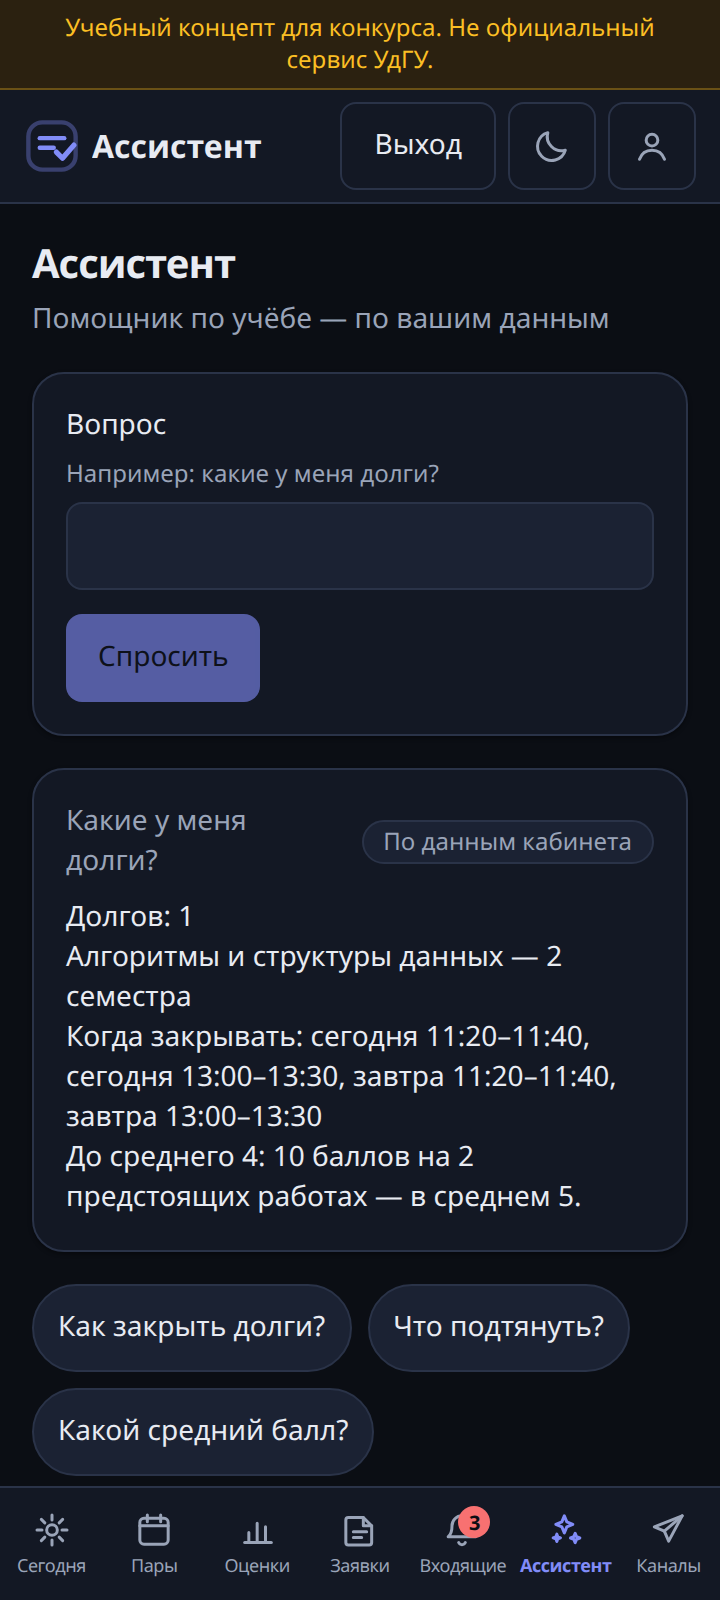 Учебный концепт для конкурса. Не официальный
сервис УдГУ.
Ассистент
Выход
Ассистент
Помощник по учёбе — по вашим данным
Вопрос
Например: какие у меня долги?
Спросить
Какие у меня
долги?
По данным кабинета
Долгов: 1
Алгоритмы и структуры данных — 2
семестра
Когда закрывать: сегодня 11:20–11:40,
сегодня 13:00–13:30, завтра 11:20–11:40,
завтра 13:00–13:30
До среднего 4: 10 баллов на 2
предстоящих работах — в среднем 5.
Как закрыть долги?
Что подтянуть?
Какой средний балл?
3
Сегодня
Пары
Оценки
Заявки
Входящие
Ассистент
Каналы